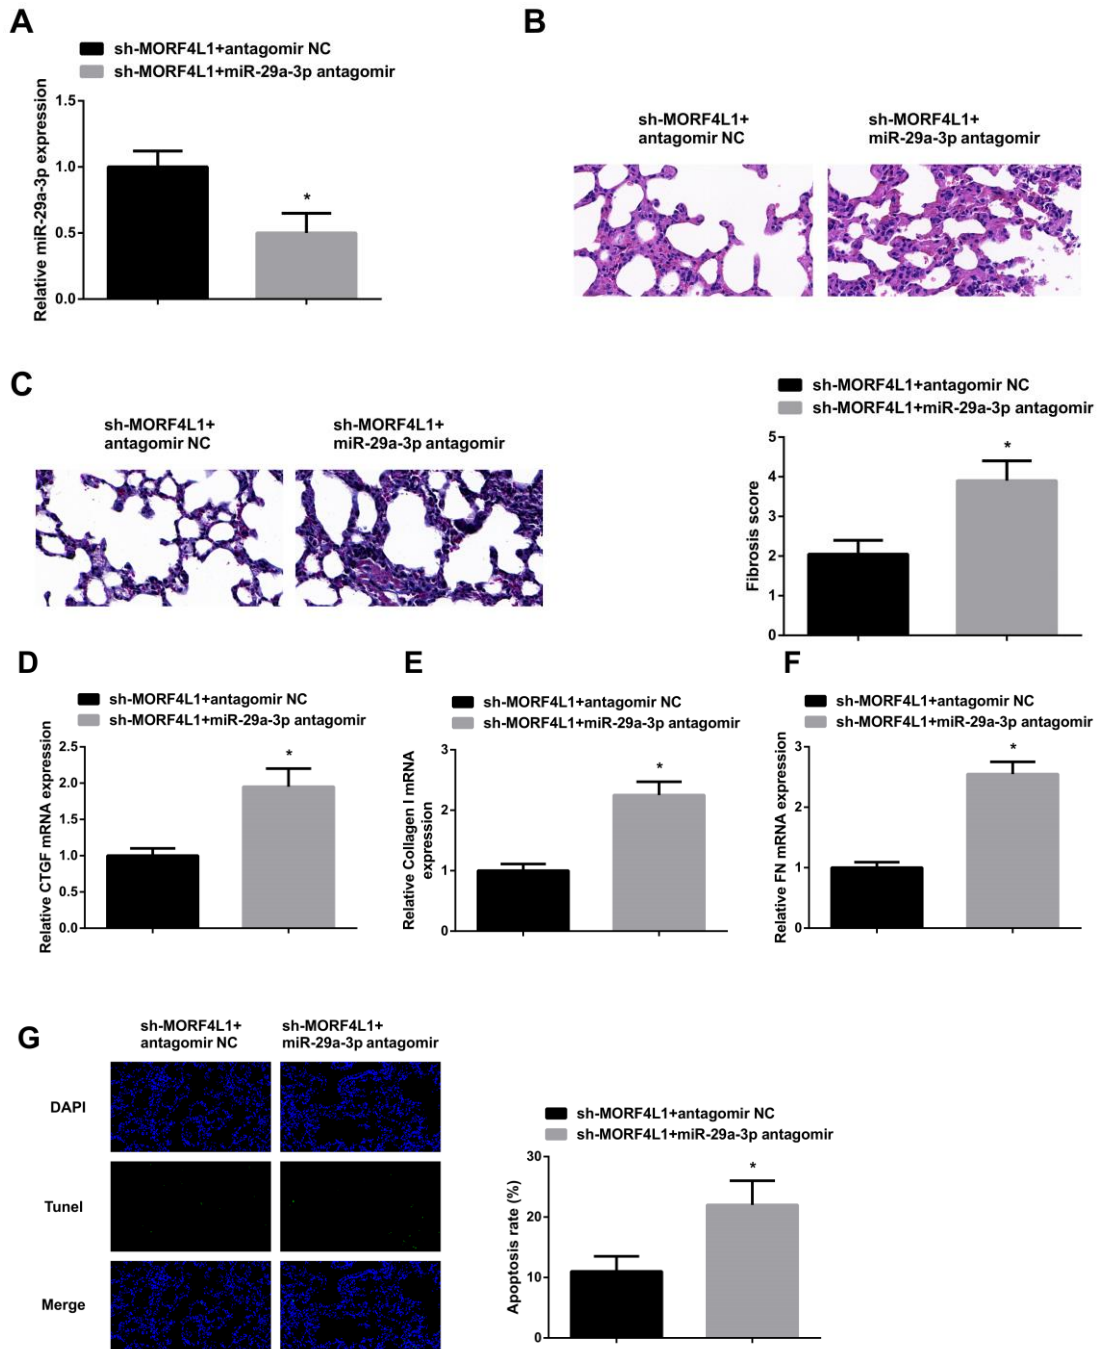 A
sh-MORF4L1+antagomir NC
sh-MORF4L1+miR-29a-3p antagomir
Relative miR-29a-3p expression
1.5
1.0
0.5
0.0
*
B
sh-MORF4L1+
antagomir NC
sh-MORF4L1+
miR-29a-3p antagomir
C
sh-MORF4L1+
antagomir NC
sh-MORF4L1+
miR-29a-3p antagomir
sh-MORF4L1+antagomir NC
sh-MORF4L1+miR-29a-3p antagomir
Fibrosis score
5
4
3
2
1
0
*
D
sh-MORF4L1+antagomir NC
sh-MORF4L1+miR-29a-3p antagomir
Relative CTGF mRNA expression
2.5
2.0
1.5
1.0
0.5
0.0
*
E
sh-MORF4L1+antagomir NC
sh-MORF4L1+miR-29a-3p antagomir
Relative Collagen I mRNA
expression
3
2
1
0
*
F
sh-MORF4L1+antagomir NC
sh-MORF4L1+miR-29a-3p antagomir
Relative FN mRNA expression
3
2
1
0
*
G
sh-MORF4L1+
antagomir NC
sh-MORF4L1+
miR-29a-3p antagomir
DAPI
Tunel
Merge
sh-MORF4L1+antagomir NC
sh-MORF4L1+miR-29a-3p antagomir
Apoptosis rate (%)
30
20
10
0
*